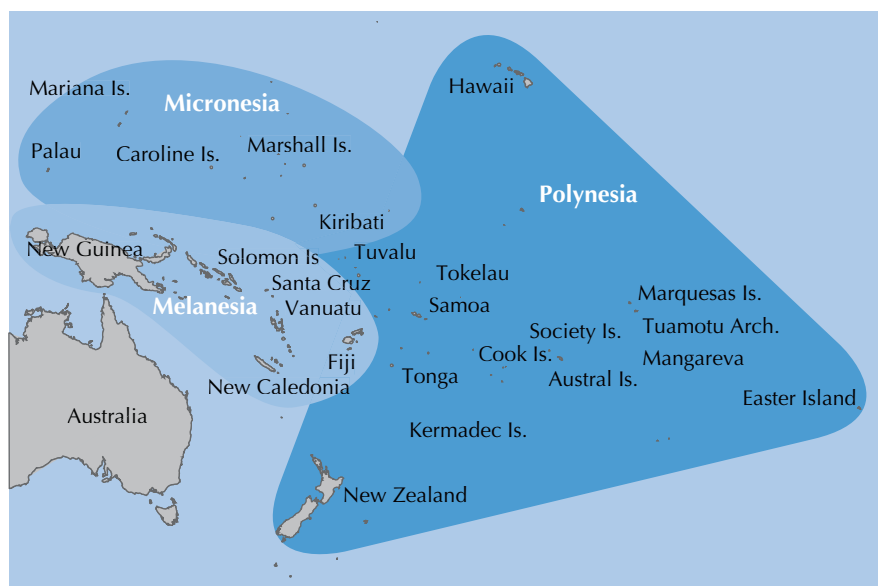 Hawaii
Mariana Is.
Micronesia
Palau
Caroline Is.
Marshall Is.
Polynesia
Kiribati
New Guinea
Solomon Is
Tuvalu
Tokelau
Santa Cruz
Melanesia
Vanuatu
Samoa
Marquesas Is.
Society Is.
Tuamotu Arch.
Fiji
Cook Is.
Mangareva
New Caledonia
Tonga
Austral Is.
Easter Island
Australia
Kermadec Is.
New Zealand